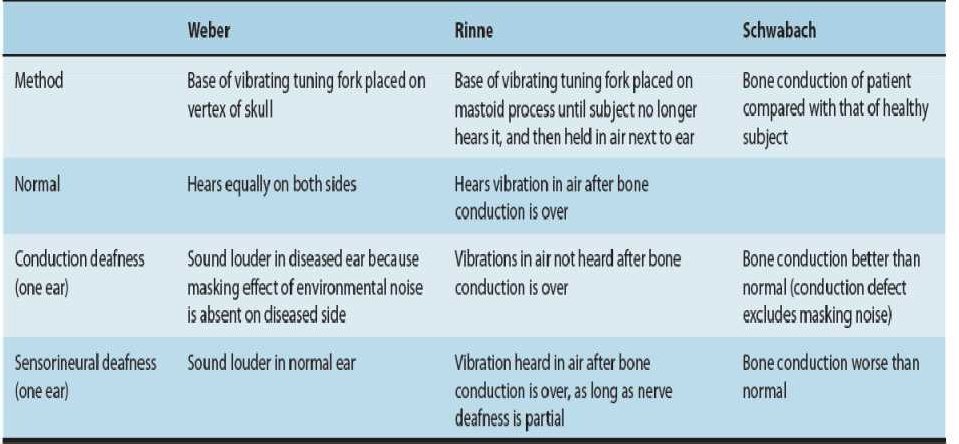 Weber Rinne Schwabach
Method
Base of vibrating tuning fork placed on
vertex of skull
Base of vibrating tuning fork placed on
mastoid process until subject no longer
hears it, and then held in air next to ear
Bone conduction of patient
compared with that of healthy
subject
Normal
Hears equally on both sides
Hears vibration in air after bone
conduction is over
Conduction deafness
(one ear)
Sound louder in diseased ear because
masking effect of environmental noise
is absent on diseased side
Vibrations in air not heard after bone
conduction is over
Bone conduction better than
normal (conduction defect
excludes masking noise)
Sensorineural deafness
(one ear)
Sound louder in normal ear
Vibration heard in air after bone
conduction is over, as long as nerve
deafness is partial
Bone conduction worse than
normal